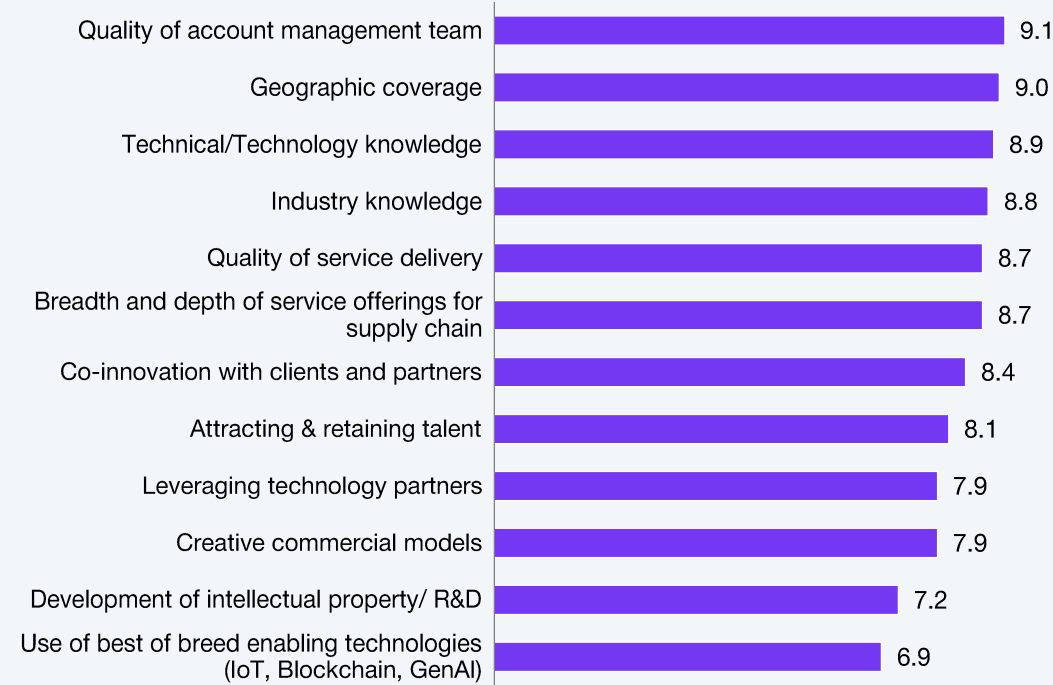 Quality of account management team 9.1
Geographic coverage 9.0
Technical/Technology knowledge 8.9
Industry knowledge 8.8
Quality of service delivery 8.7
Breadth and depth of service offerings for
supply chain 8.7
Co-innovation with clients and partners 8.4
Attracting & retaining talent 8.1
Leveraging technology partners 7.9
Creative commercial models 7.9
Development of intellectual property/ R&D 7.2
Use of best of breed enabling technologies
(IoT, Blockchain, GenAI) 6.9